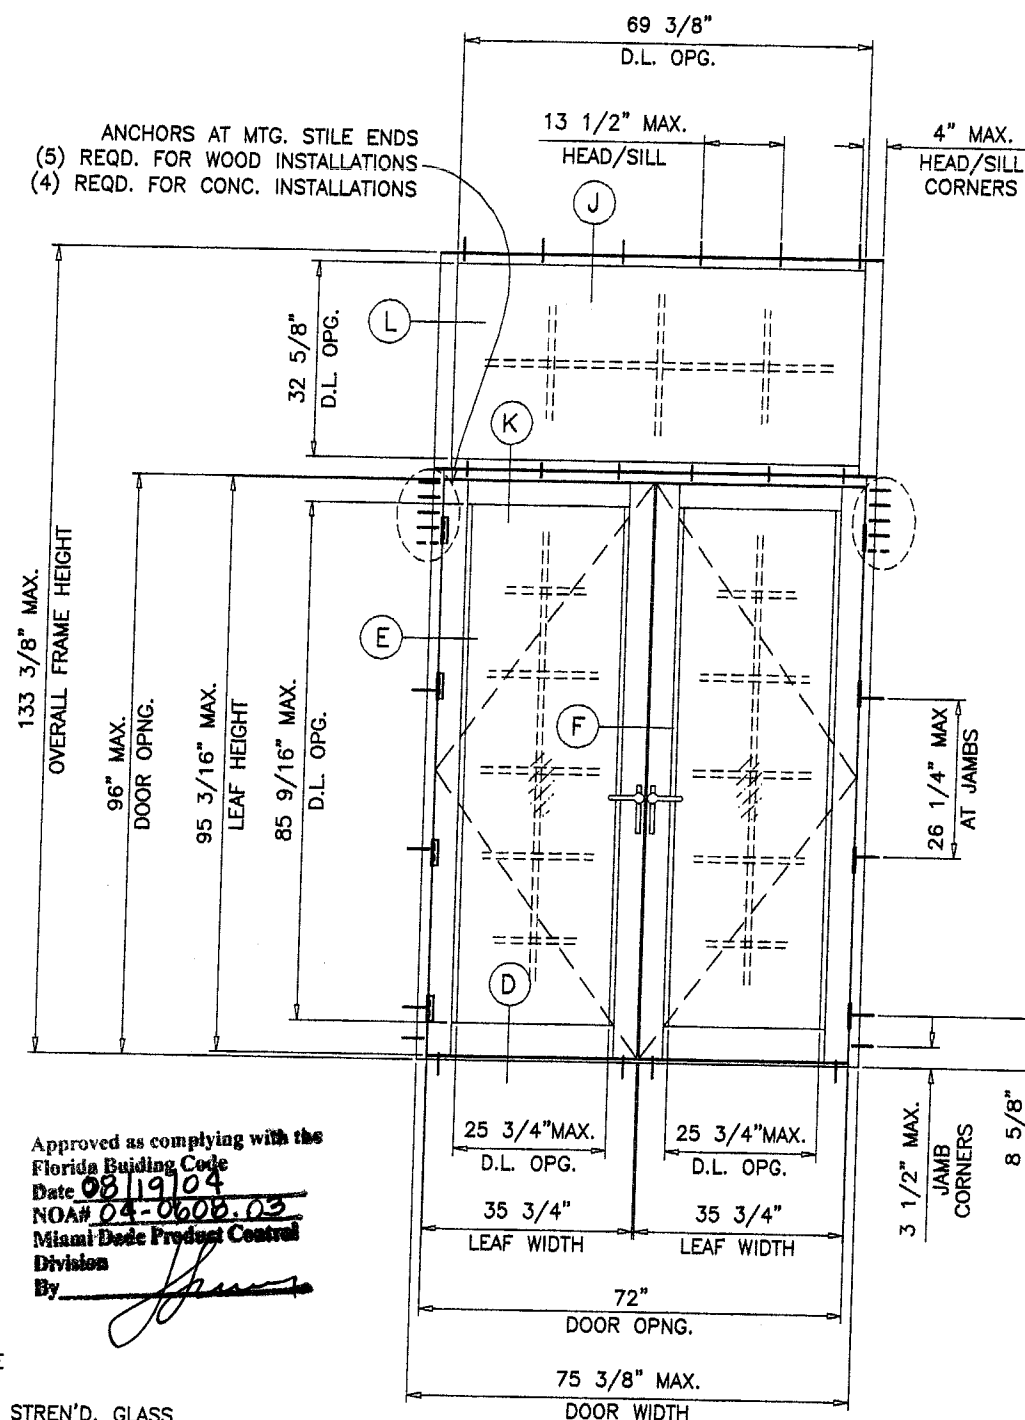 69 3/8"
D.L. OPG.
ANCHORS AT MTG. STILE ENDS
(5) REQD. FOR WOOD INSTALLATIONS
(4) REQD. FOR CONC. INSTALLATIONS
13 1/2" MAX.
HEAD/SILL
4" MAX.
HEAD/SILL
CORNERS
J
L
K
E
F
D
32 5/8"
D.L. OPG.
133 3/8" MAX.
OVERALL FRAME HEIGHT
96" MAX.
DOOR OPNG.
95 3/16" MAX.
LEAF HEIGHT
85 9/16" MAX.
D.L. OPG.
26 1/4" MAX
AT JAMBS
3 1/2" MAX.
JAMB
CORNERS
8 5/8"
25 3/4"MAX.
D.L. OPG.
25 3/4"MAX.
D.L. OPG.
35 3/4"
LEAF WIDTH
35 3/4"
LEAF WIDTH
72"
DOOR OPNG.
75 3/8" MAX.
DOOR WIDTH
Approved as complying with the
Florida Buiding Code
Date 08/19/04
NOA# 04-0608.03
Miami Dade Product Control
Division
By
E
STREN'D. GLASS